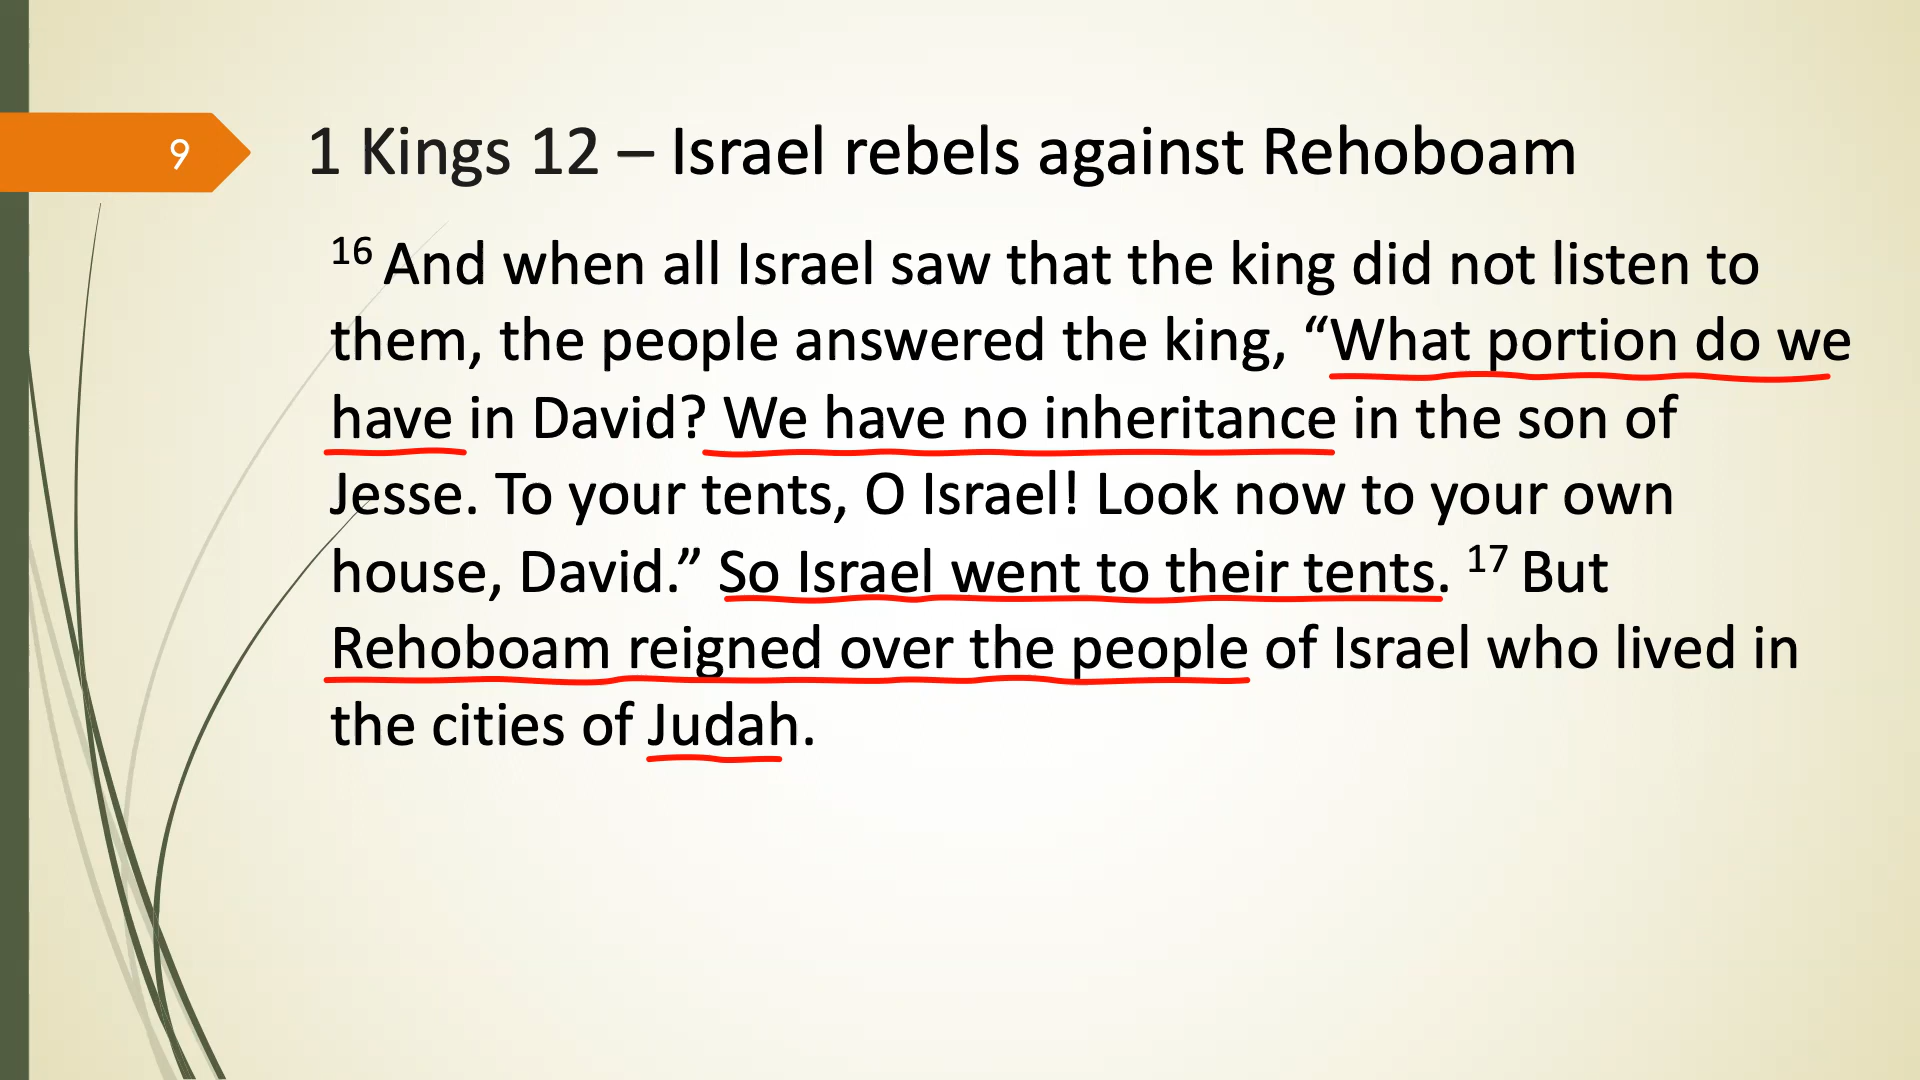 9
1 Kings 12 – Israel rebels against Rehoboam
16 And when all Israel saw that the king did not listen to
them, the people answered the king, “What portion do we
have in David? We have no inheritance in the son of
Jesse. To your tents, O Israel! Look now to your own
house, David.” So Israel went to their tents. 17 But
Rehoboam reigned over the people of Israel who lived in
the cities of Judah.